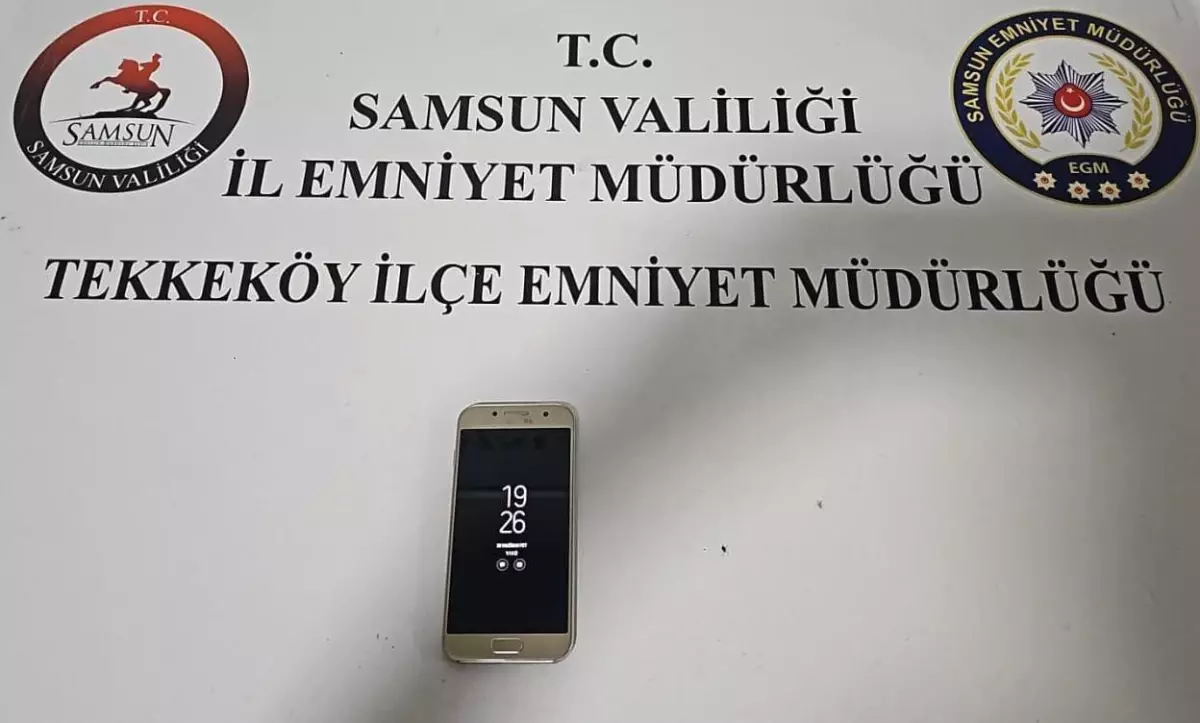 T.C.
SAMSUN
SAMSUN VALİLİĞİ
T.C.
SAMSUN VALİLİĞİ
İL EMNİYET MÜDÜRLÜĞÜ
TEKKEKÖY İLÇE EMNİYET MÜDÜRLÜĞÜ
SAMSUN EMNİYET MÜDÜRLÜĞÜ
EGM
19
26